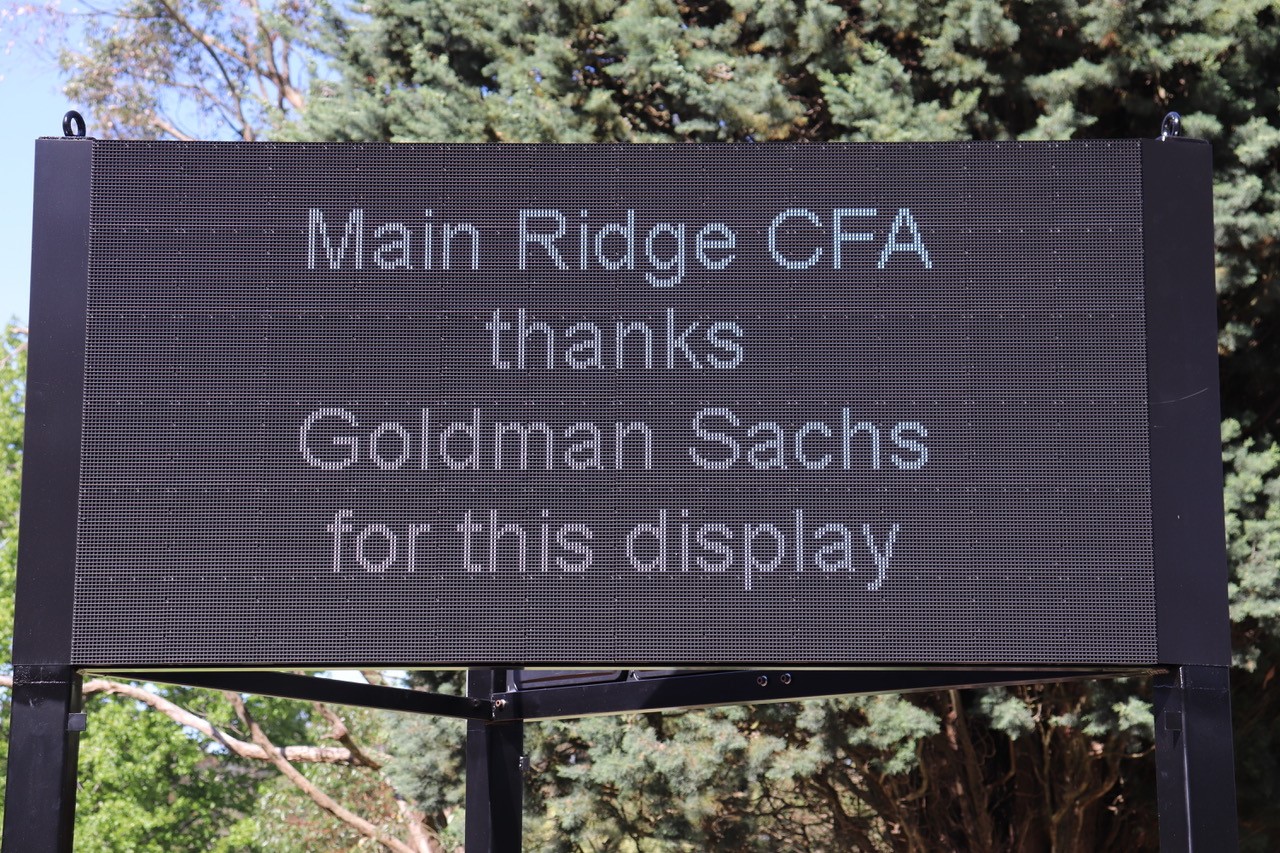 Main Ridge CFA
thanks
Goldman Sachs
for this display